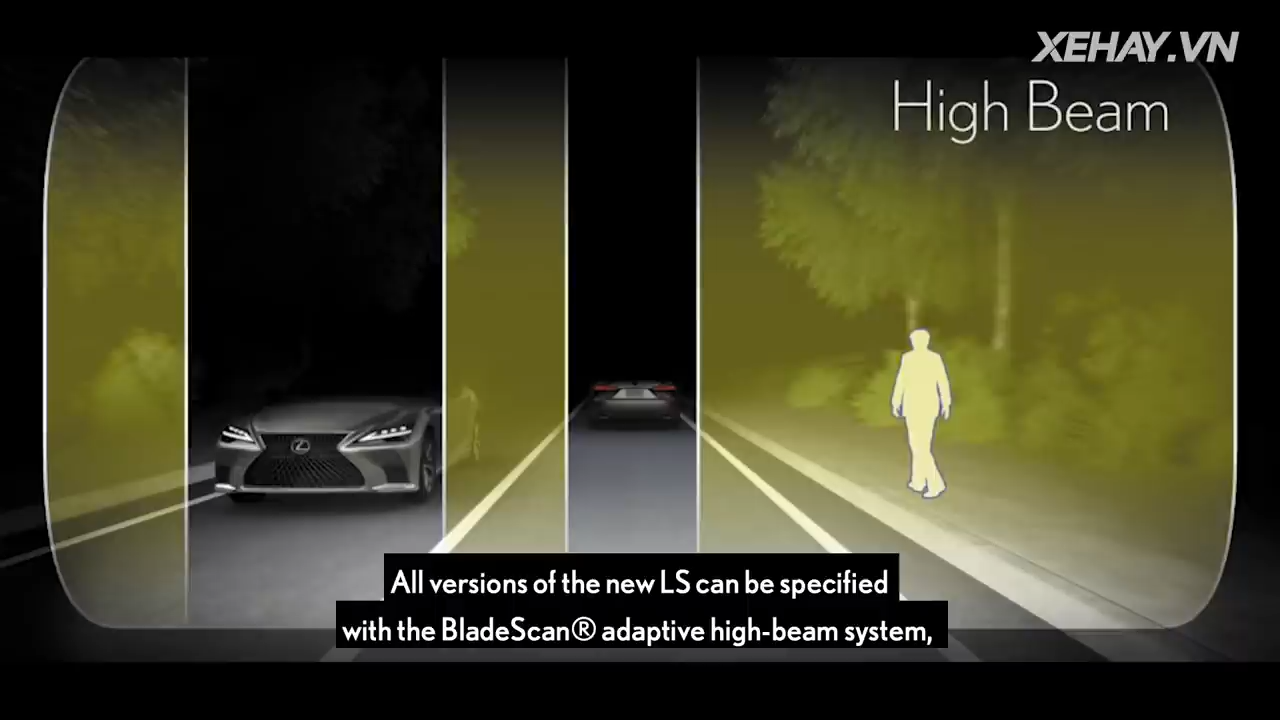 XEHAY.VN
High Beam
All versions of the new LS can be specified
with the BladeScan® adaptive high-beam system,